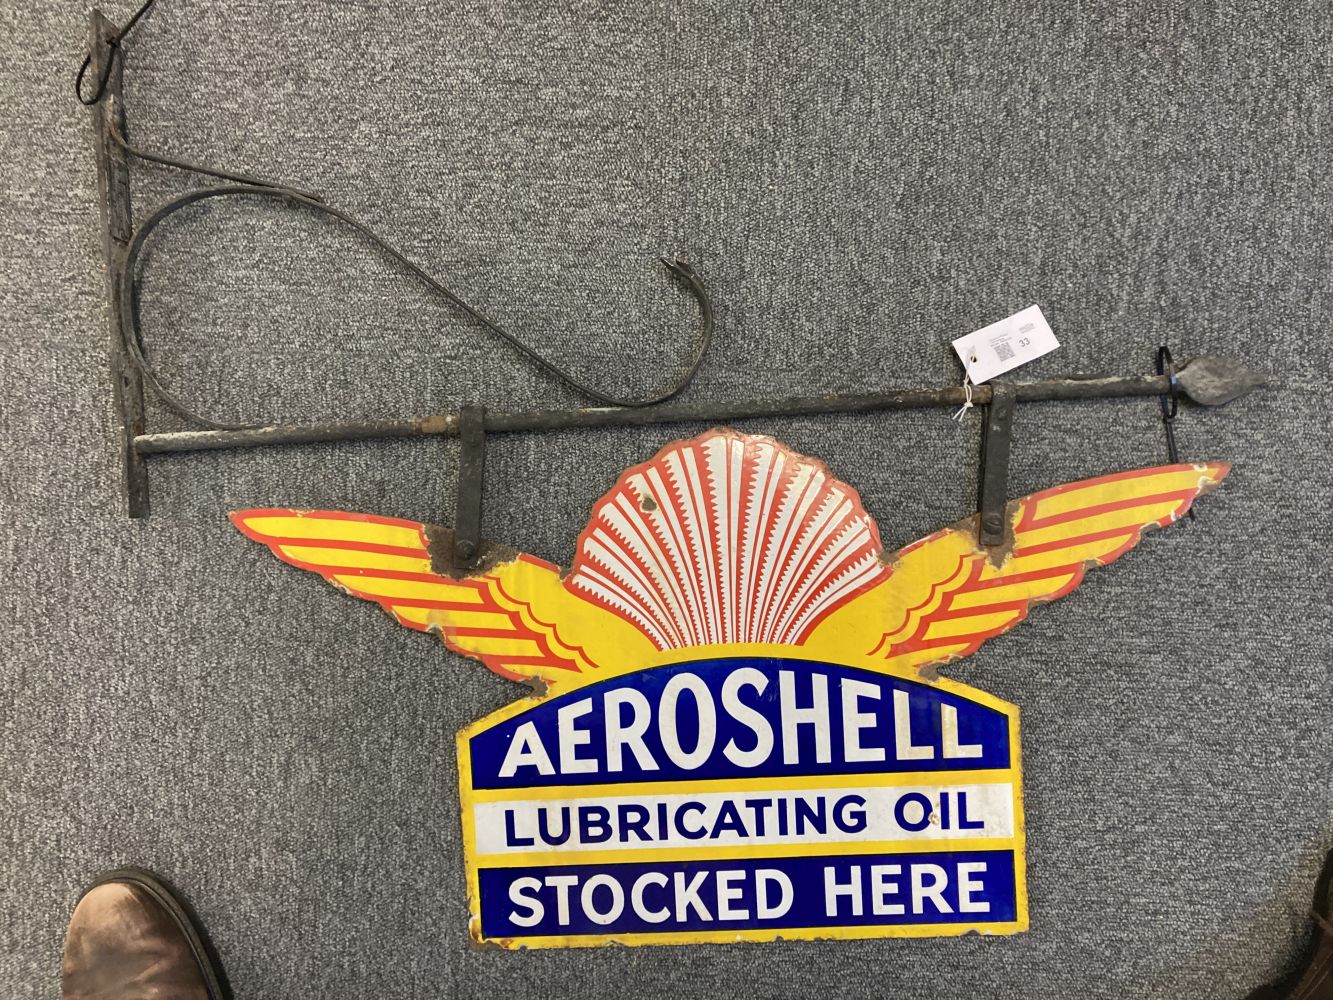 33
AEROSHELL
LUBRICATING OIL
STOCKED HERE